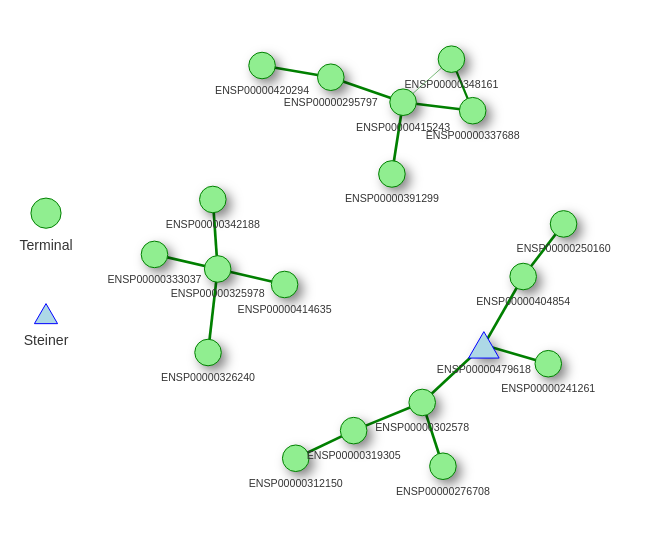 ENSP00000348161
ENSP00000420294
ENSP00000295797
ENSP00000415243
ENSP00000337688
ENSP00000391299
ENSP00000342188
Terminal
ENSP00000250160
ENSP00000333037
ENSP00000325978
ENSP00000404854
ENSP00000414635
Steiner
ENSP00000479618
ENSP00000326240
ENSP00000241261
ENSP00000302578
ENSP00000319305
ENSP00000312150
ENSP00000276708